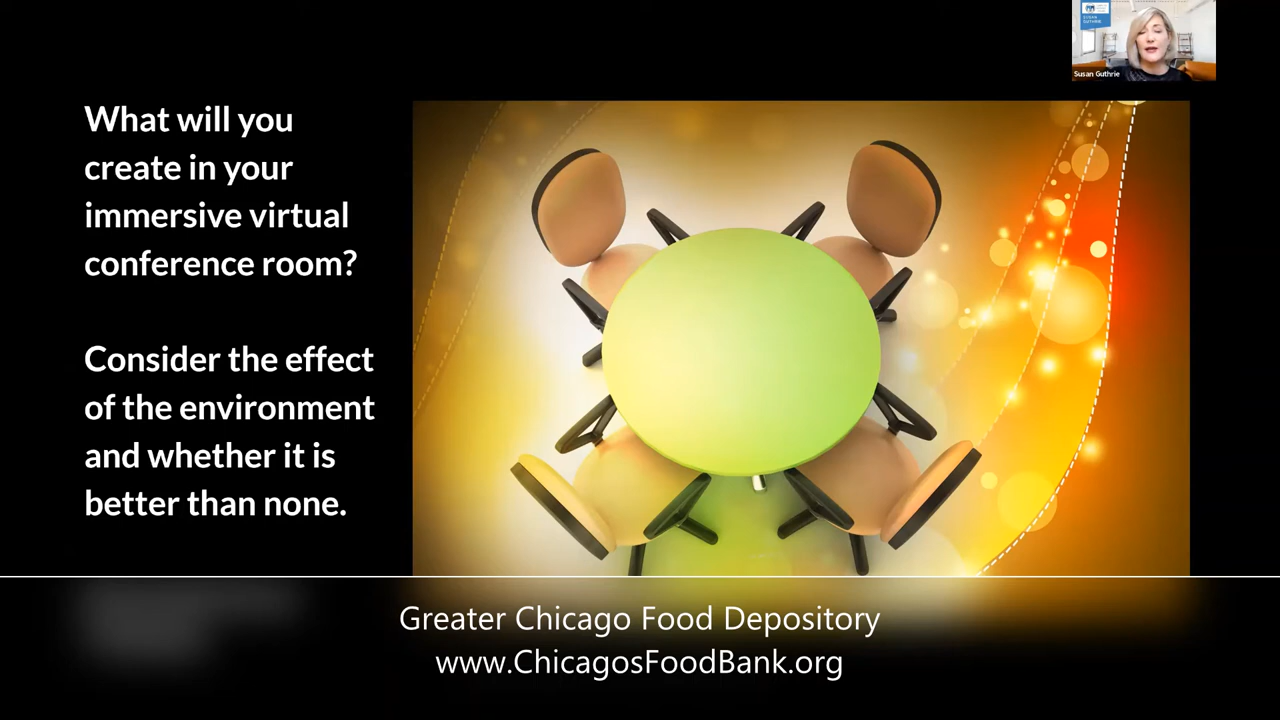 Susan Guthrie
What will you
create in your
immersive virtual
conference room?
Consider the effect
of the environment
and whether it is
better than none.
Greater Chicago Food Depository
www.ChicagosFoodBank.org